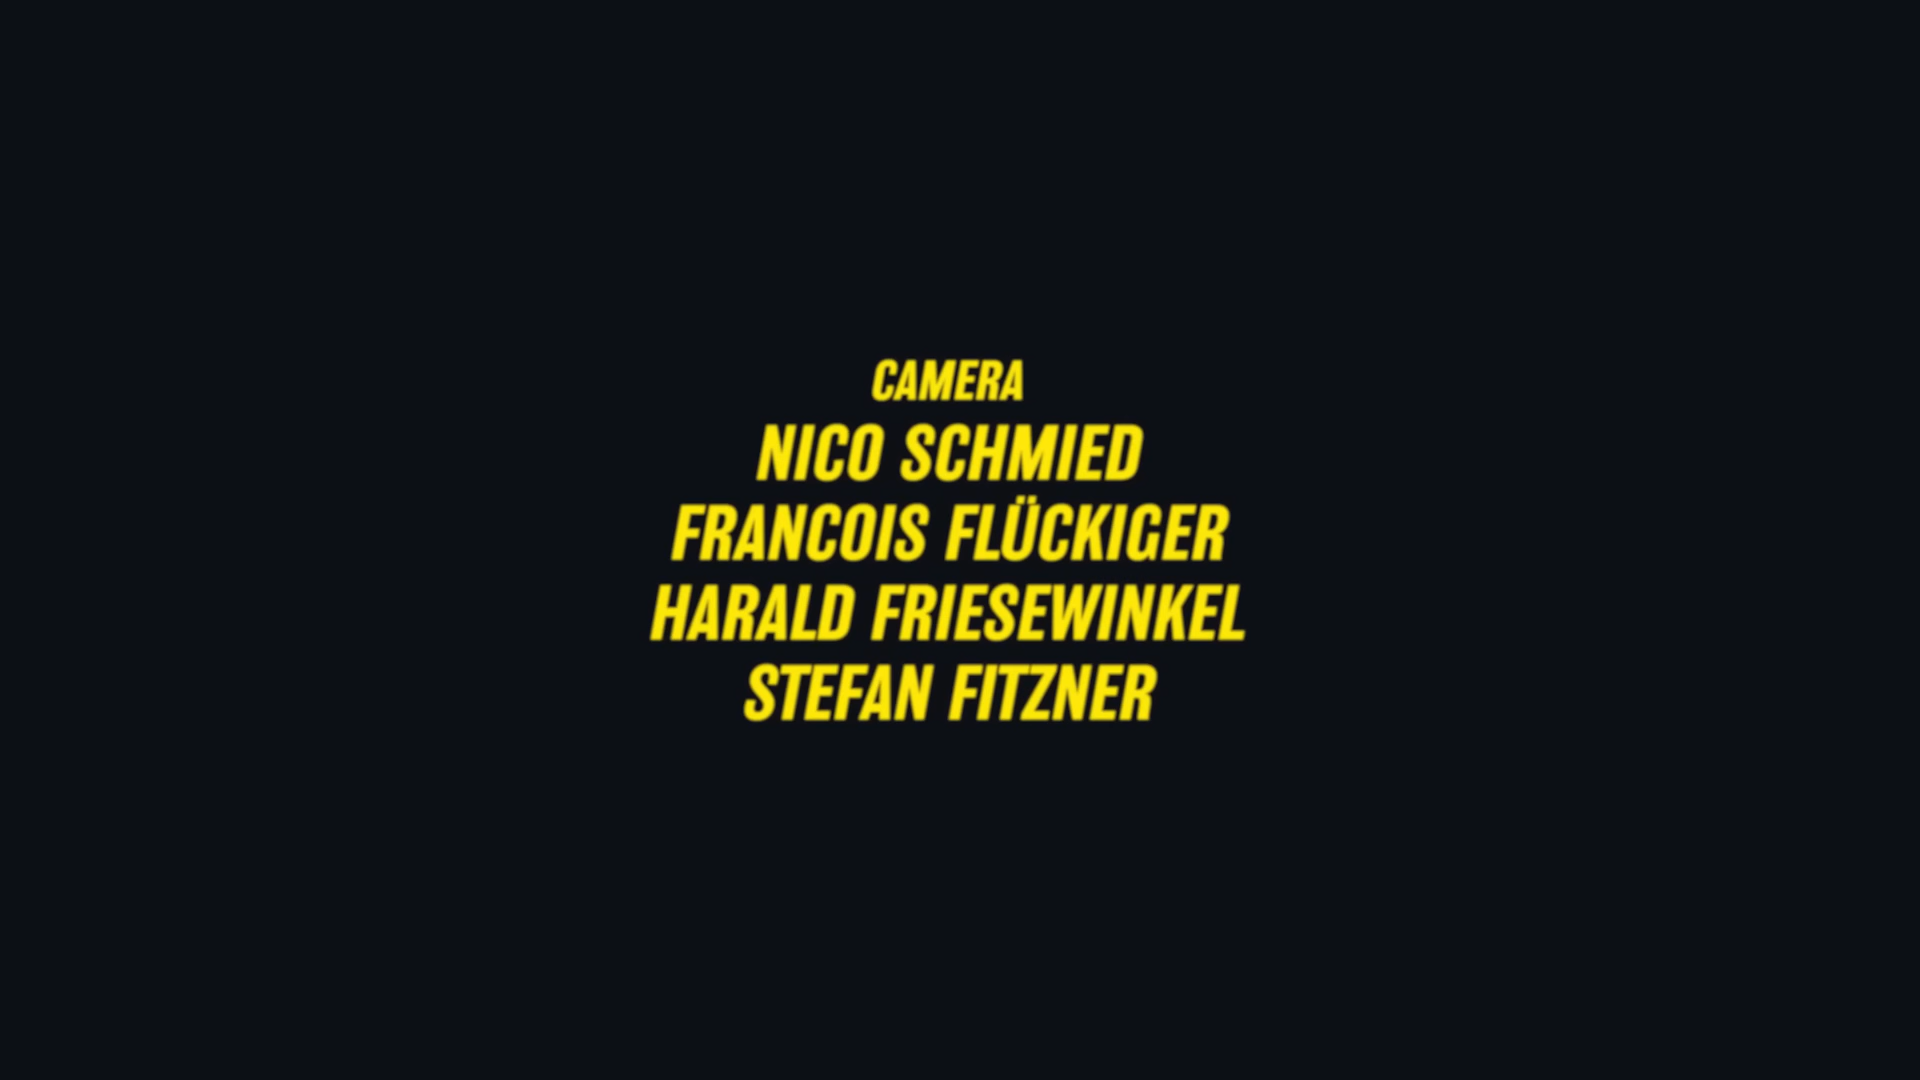 CAMERA
NICO SCHMIED
FRANCOIS FLÜCKIGER
HARALD FRIESEWINKEL
STEFAN FITZNER